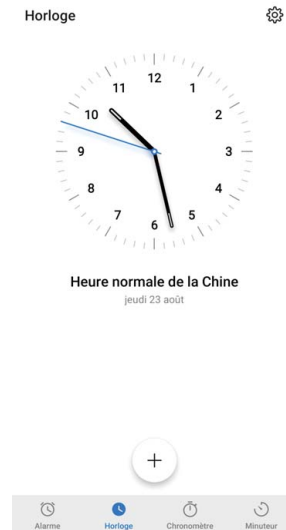 Horloge
12
1
2
3
4
5
6
7
8
9
10
11
Heure normale de la Chine
jeudi 23 août
+
Alarme
Horloge
Chronomètre
Minuteur